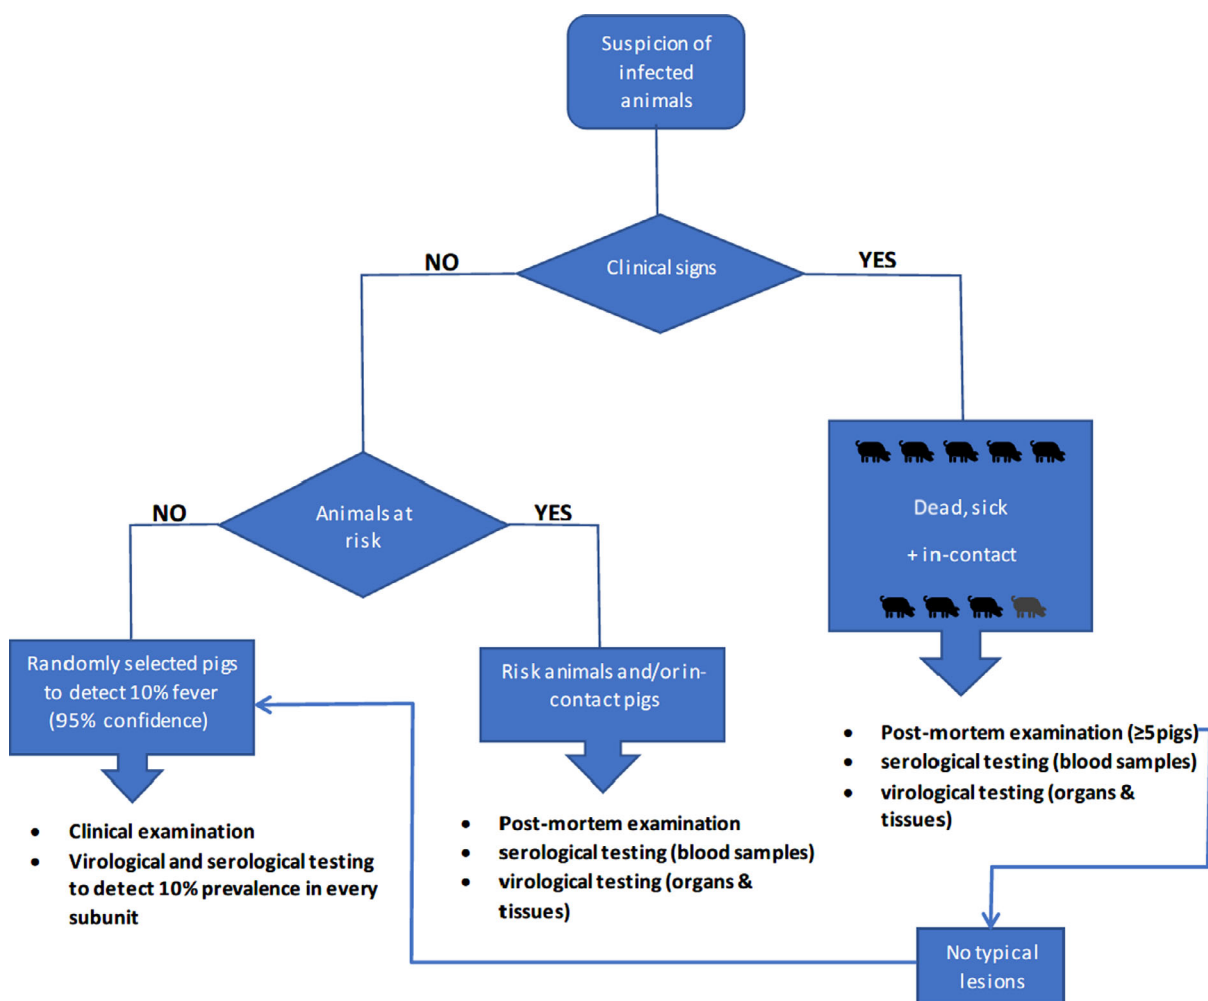 Suspicion of
infected
animals
NO
Clinical signs
YES
NO
Animals at
risk
YES
Dead, sick
+ in-contact
Randomly selected pigs
to detect 10% fever
(95% confidence)
Risk animals and/or in-
contact pigs
• Clinical examination
• Virological and serological testing
to detect 10% prevalence in every
subunit
• Post-mortem examination
• serological testing (blood samples)
• virological testing (organs &
tissues)
• Post-mortem examination (≥5pigs)
• serological testing (blood samples)
• virological testing (organs &
tissues)
No typical
lesions